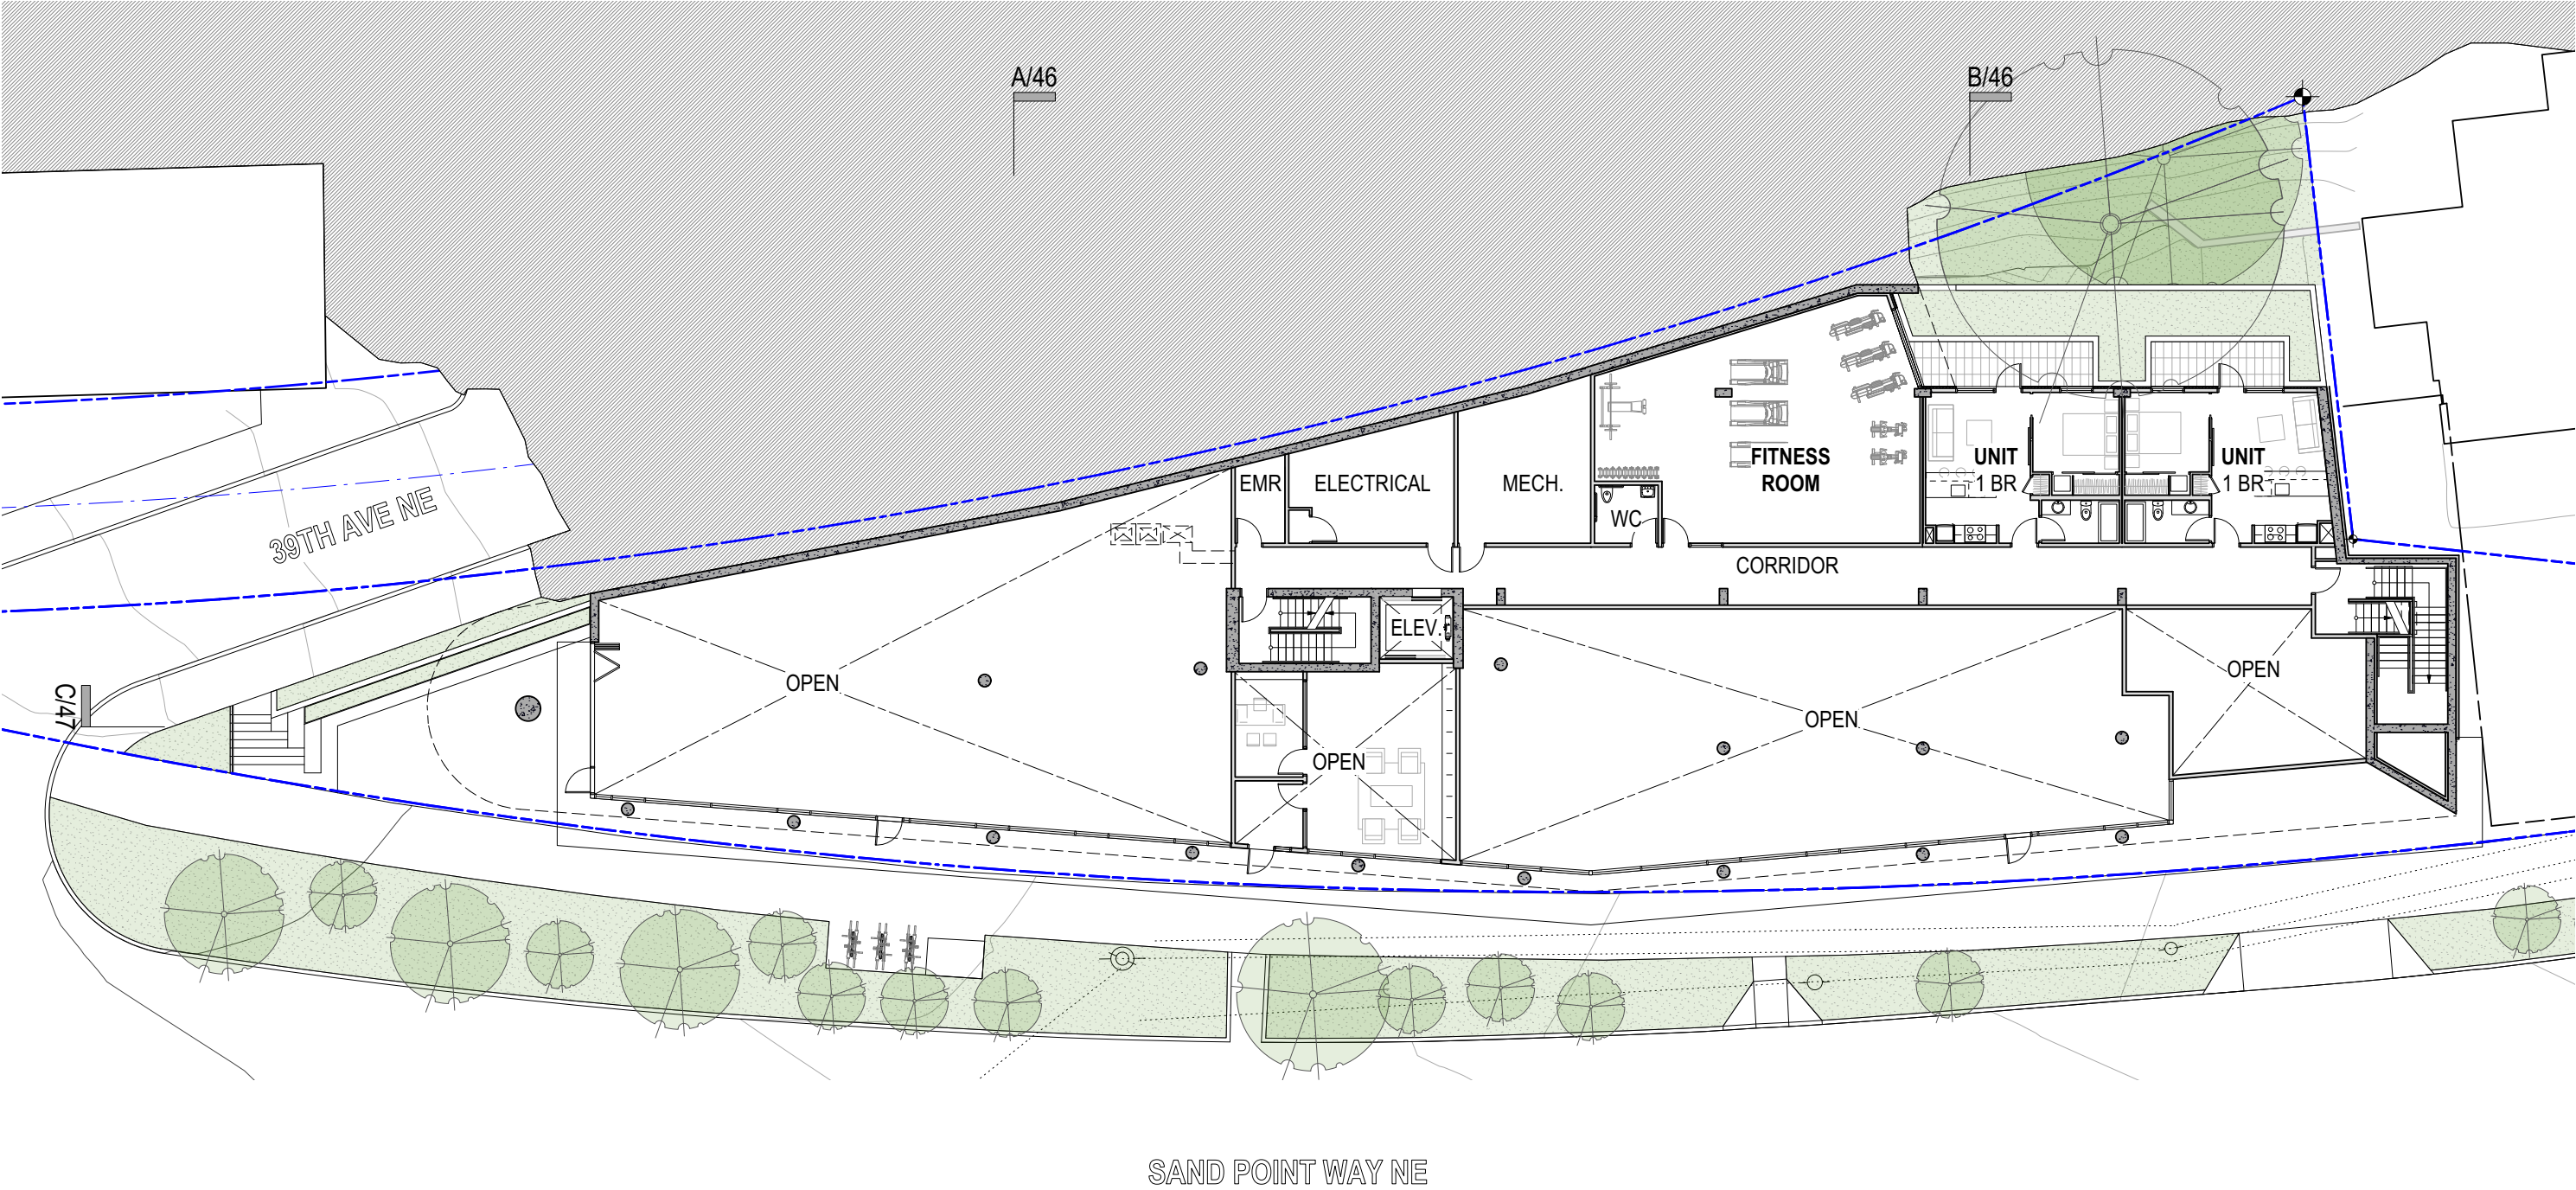 A/46
B/46
FITNESS
ROOM
UNIT
1 BR
UNIT
1 BR
EMR
ELECTRICAL
MECH.
WC
39TH AVE NE
CORRIDOR
ELEV.
OPEN
OPEN
OPEN
OPEN
C/47
SAND POINT WAY NE